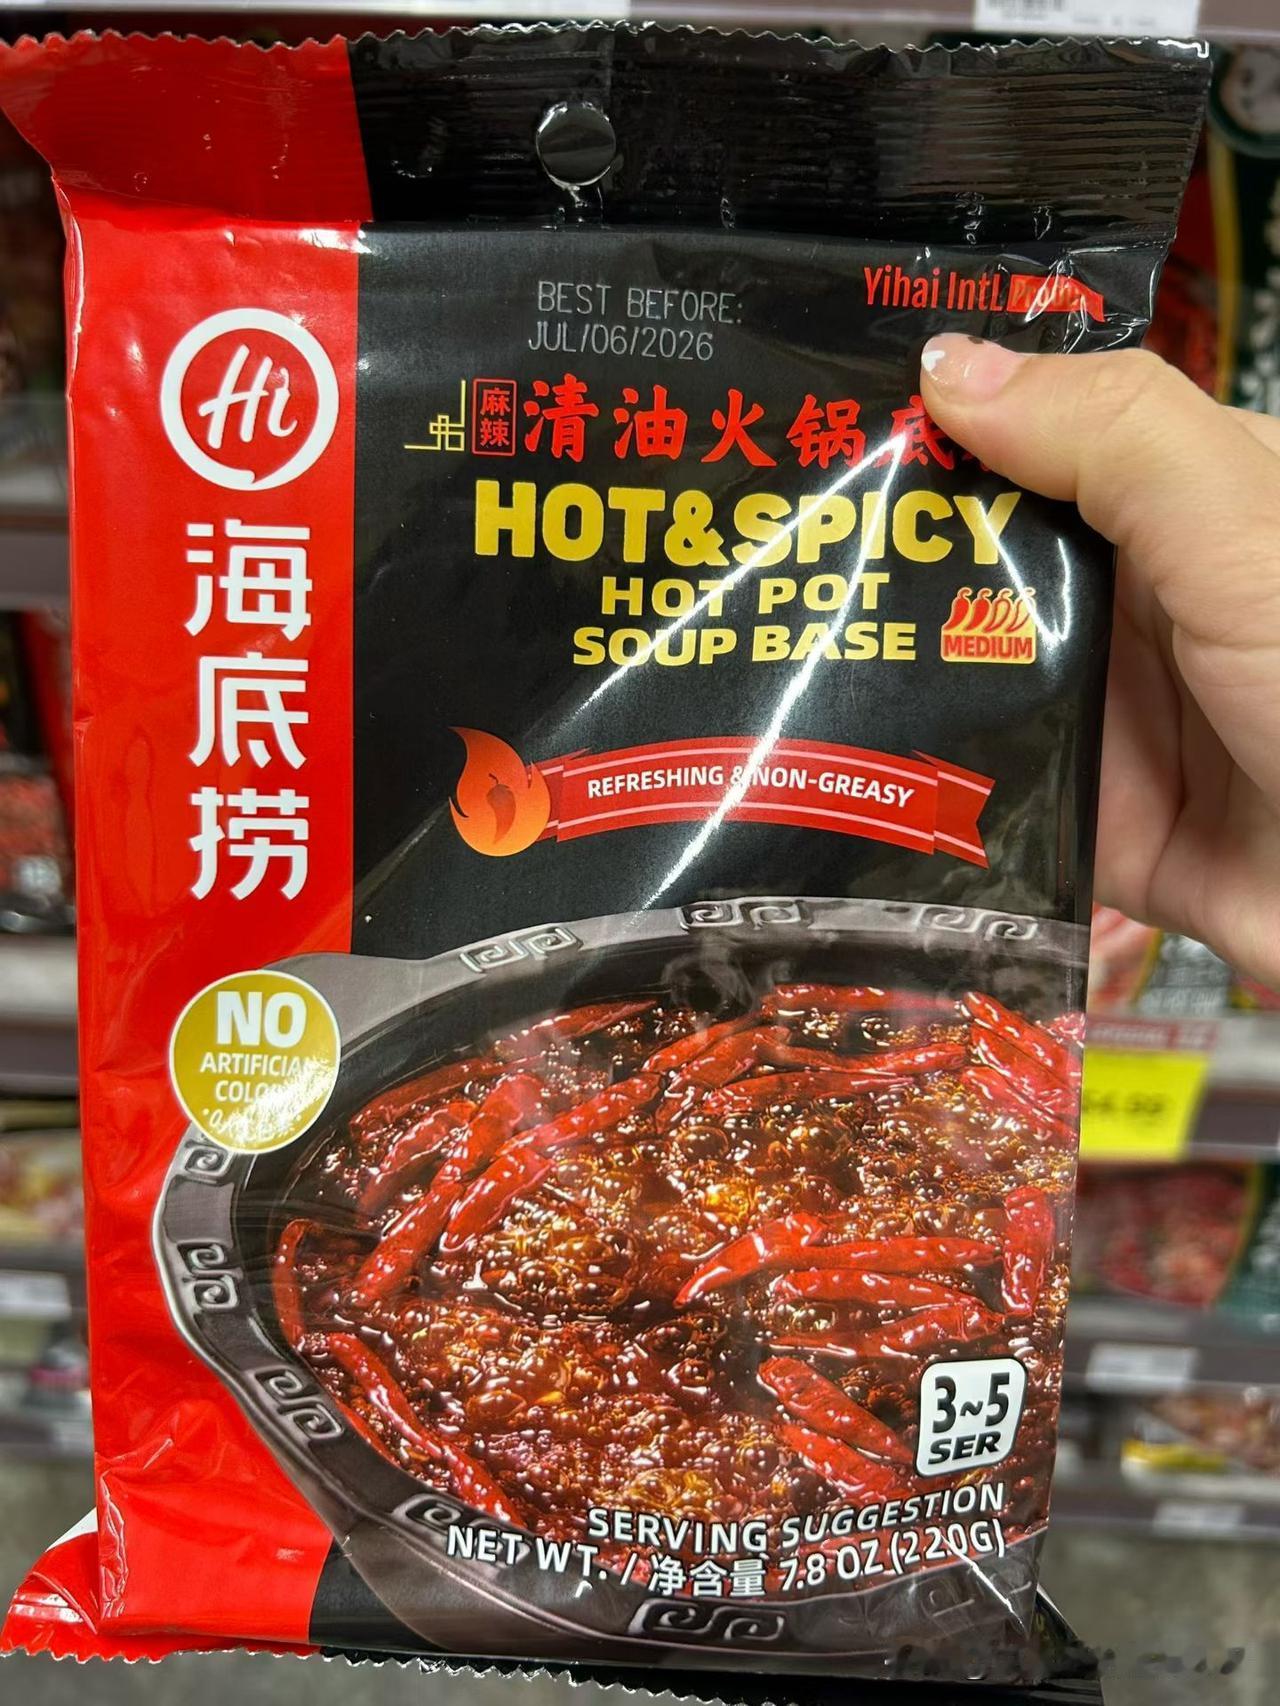 Yihai Intl
BEST BEFORE:
JUL/06/2026
Hi
海底捞
麻辣
清油火锅底
HOT&SPICY
HOT POT
SOUP BASE
MEDIUM
REFRESHING & NON-GREASY
NO
ARTIFICIAL
3~5
SER
SERVING SUGGESTION
NET WT. / 净含量 7.8 OZ (220G)